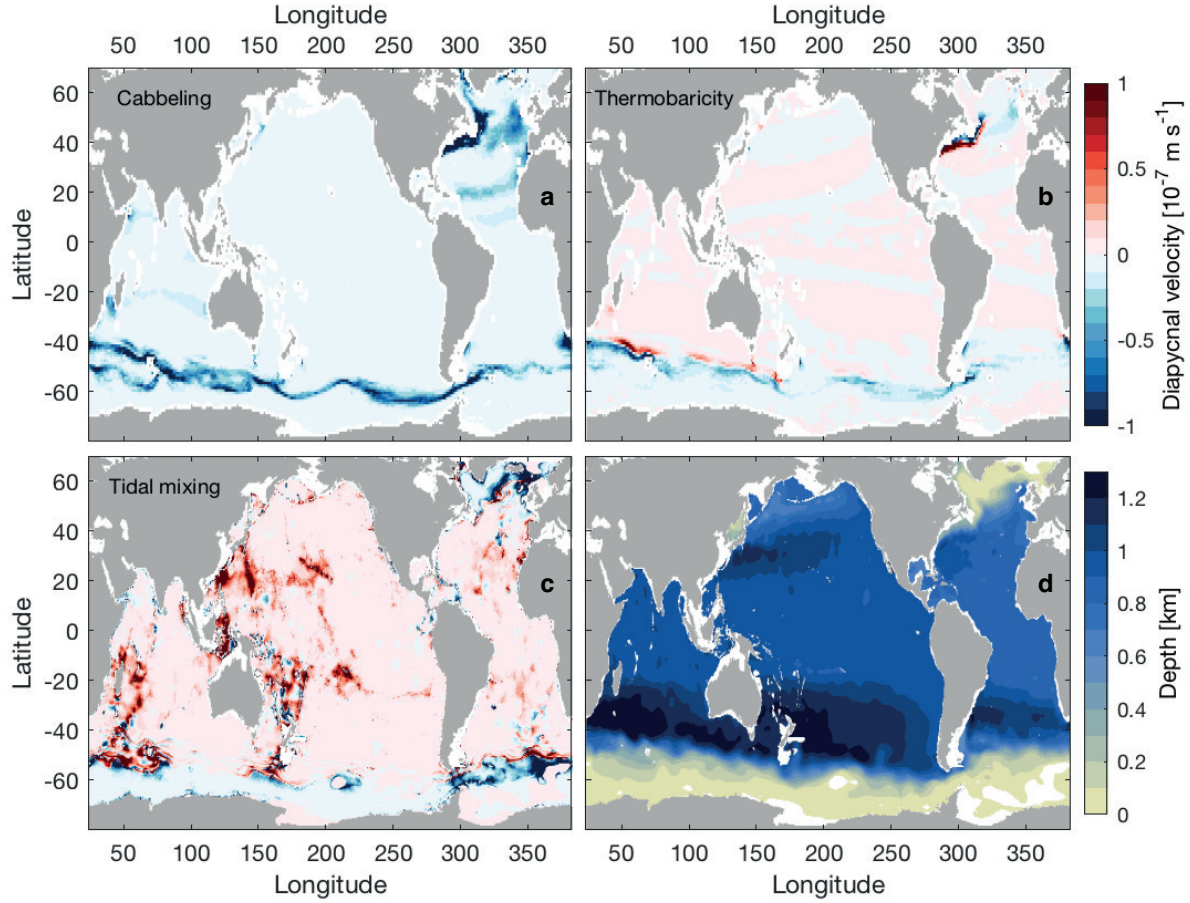 Longitude Longitude
50 100 150 200 250 300 350 50 100 150 200 250 300 350
Cabbeling
Thermobaricity
Latitude
60
40
20
0
-20
-40
-60
a
b
1
0.5
0
-0.5
-1
Diapycnal velocity [10⁻⁷ m s⁻¹]
Tidal mixing
Latitude
60
40
20
0
-20
-40
-60
c
d
1.2
1
0.8
0.6
0.4
0.2
0
Depth [km]
50 100 150 200 250 300 350 50 100 150 200 250 300 350
Longitude Longitude